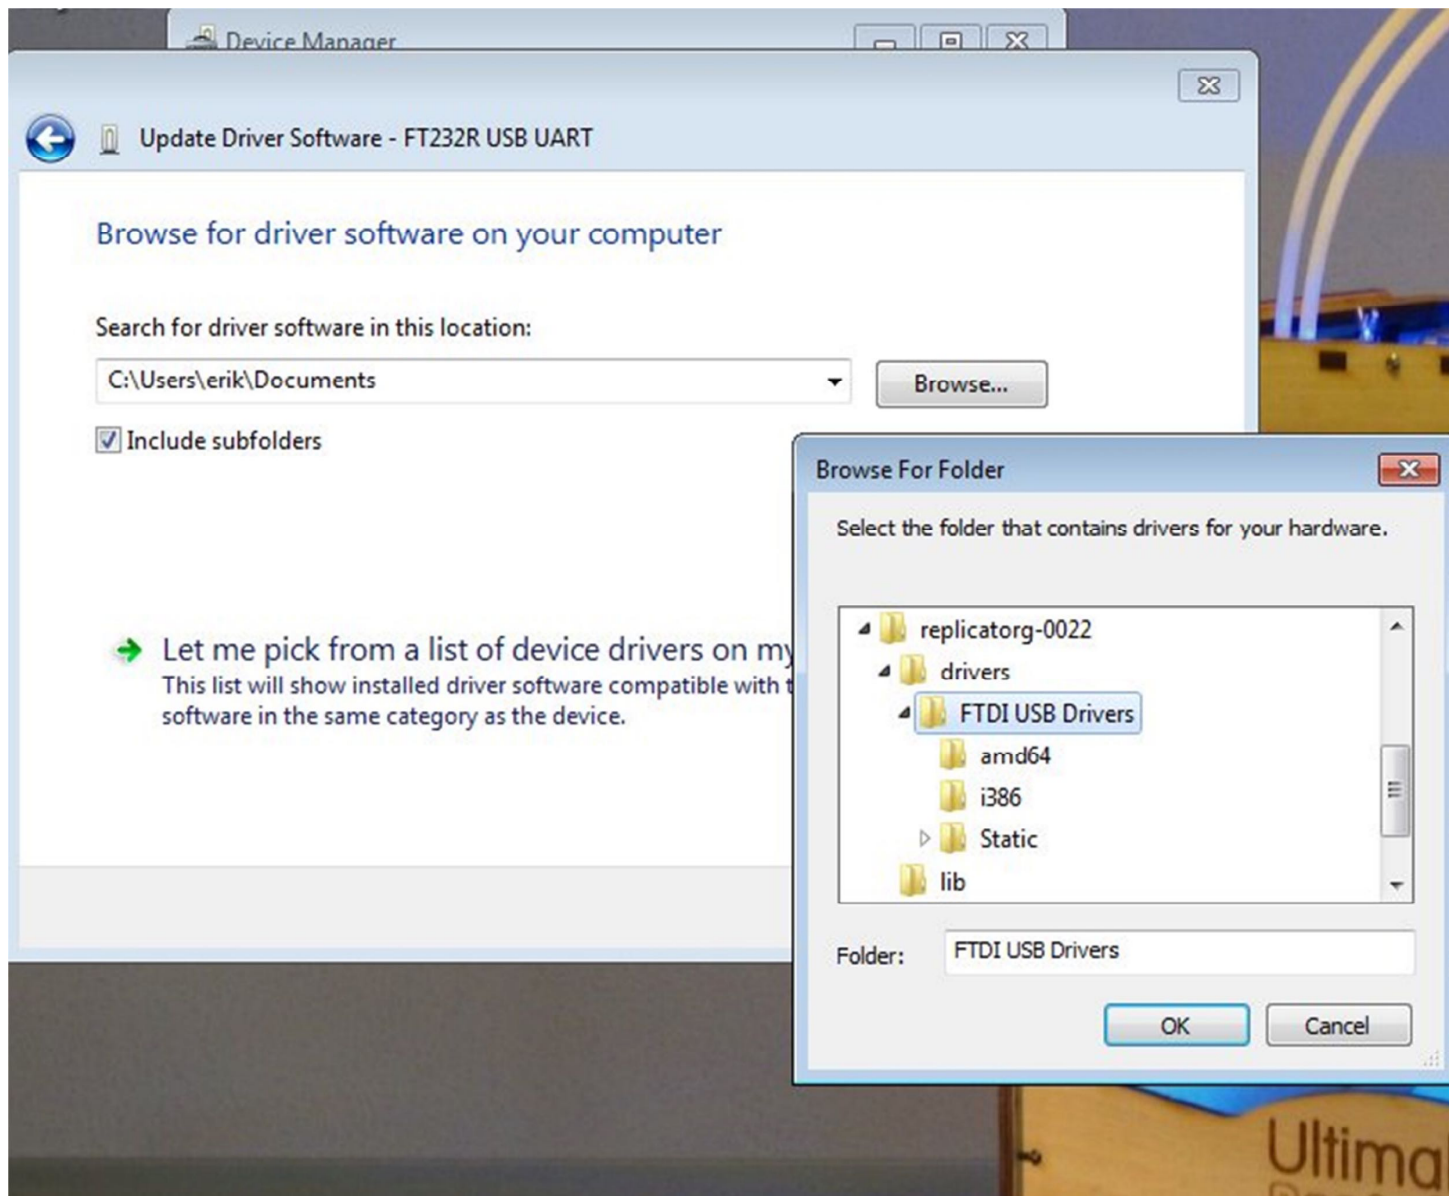 Device Manager
Update Driver Software - FT232R USB UART
Browse for driver software on your computer
Search for driver software in this location:
C:\Users\erik\Documents
Browse...
Include subfolders
Let me pick from a list of device drivers on my
This list will show installed driver software compatible with t
software in the same category as the device.
Browse For Folder
Select the folder that contains drivers for your hardware.
replicatorg-0022
drivers
FTDI USB Drivers
amd64
i386
Static
lib
Folder:
FTDI USB Drivers
OK
Cancel
Ultima